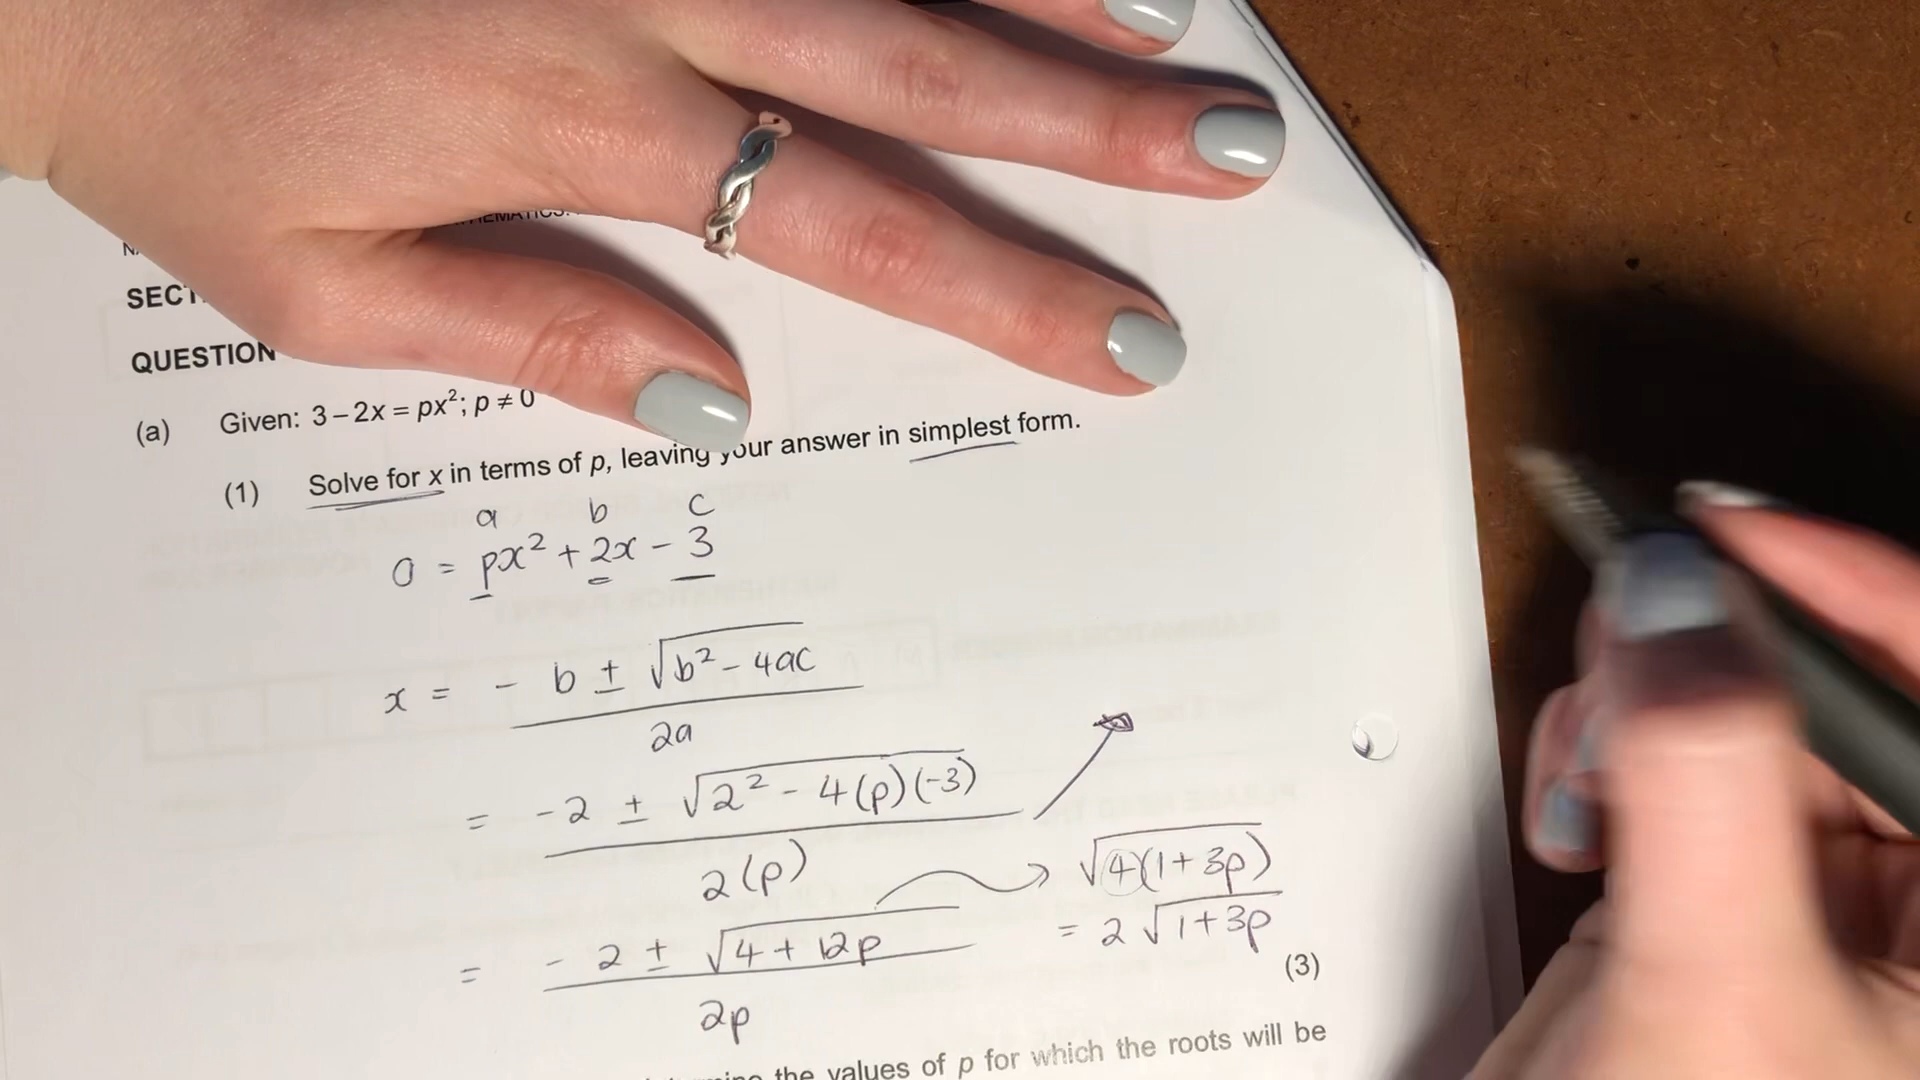 SECT
QUESTION
(a) Given: 3 – 2x = px²; p ≠ 0
(1) Solve for x in terms of p, leaving your answer in simplest form.
a b c
0 = px² + 2x - 3
x = - b ± √b² - 4ac
2a
= -2 ± √2² - 4(p)(-3)
2(p)
√4(1+3p)
= 2√1+3p
= - 2 ± √4 + 12p
2p
(3)
the values of p for which the roots will be